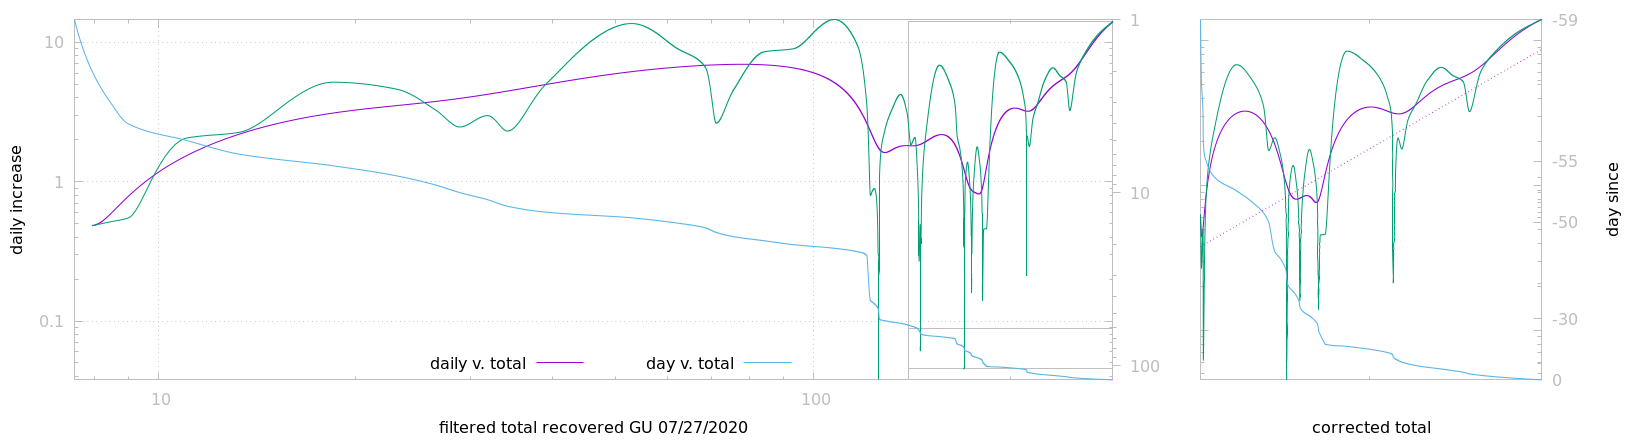 daily increase
10
1
0.1
10
100
1
10
100
daily v. total
day v. total
filtered total recovered GU 07/27/2020
-59
-55
-50
-30
0
day since
corrected total